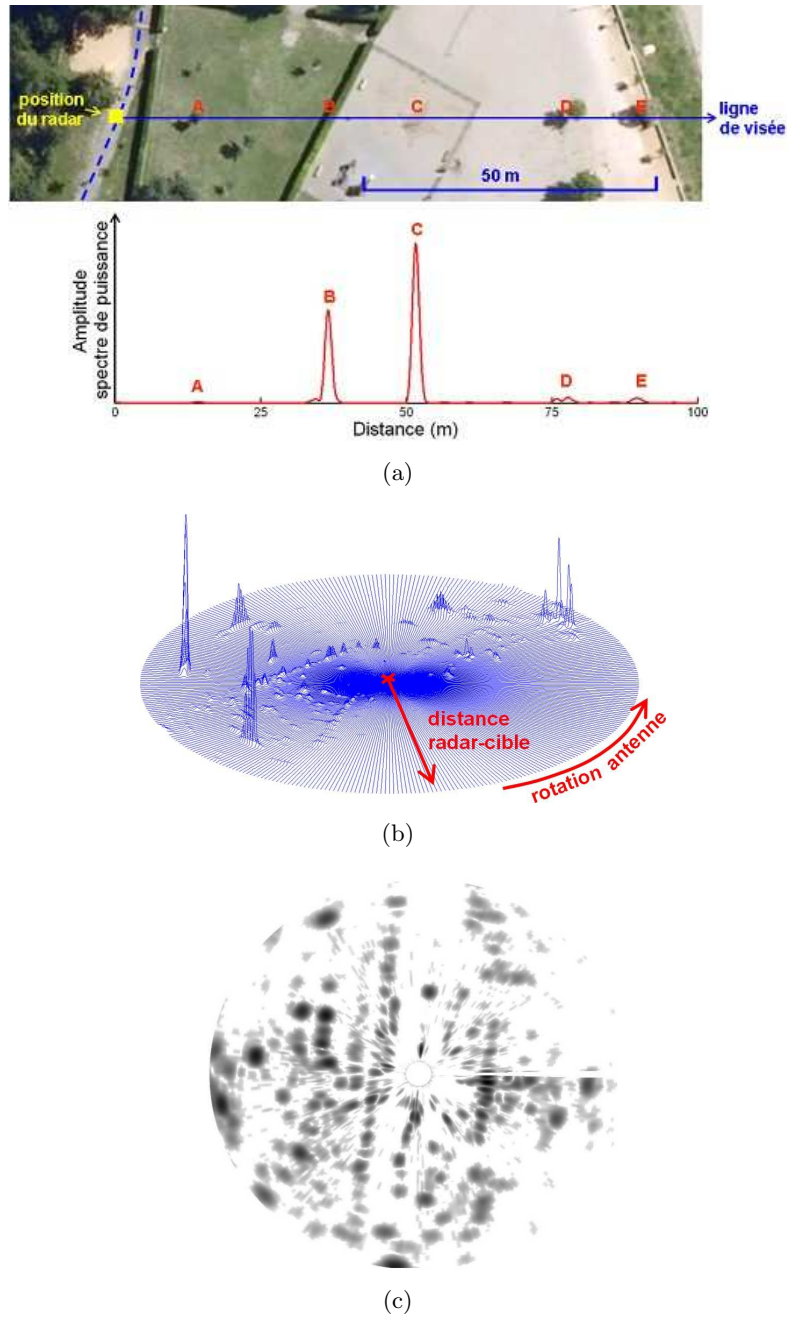 position
du radar
A
B
C
D
E
ligne
de visée
50 m
Amplitude
spectre de puissance
A
B
C
D
E
0
25
50
75
100
Distance (m)
(a)
distance
radar-cible
rotation antenne
(b)
(c)